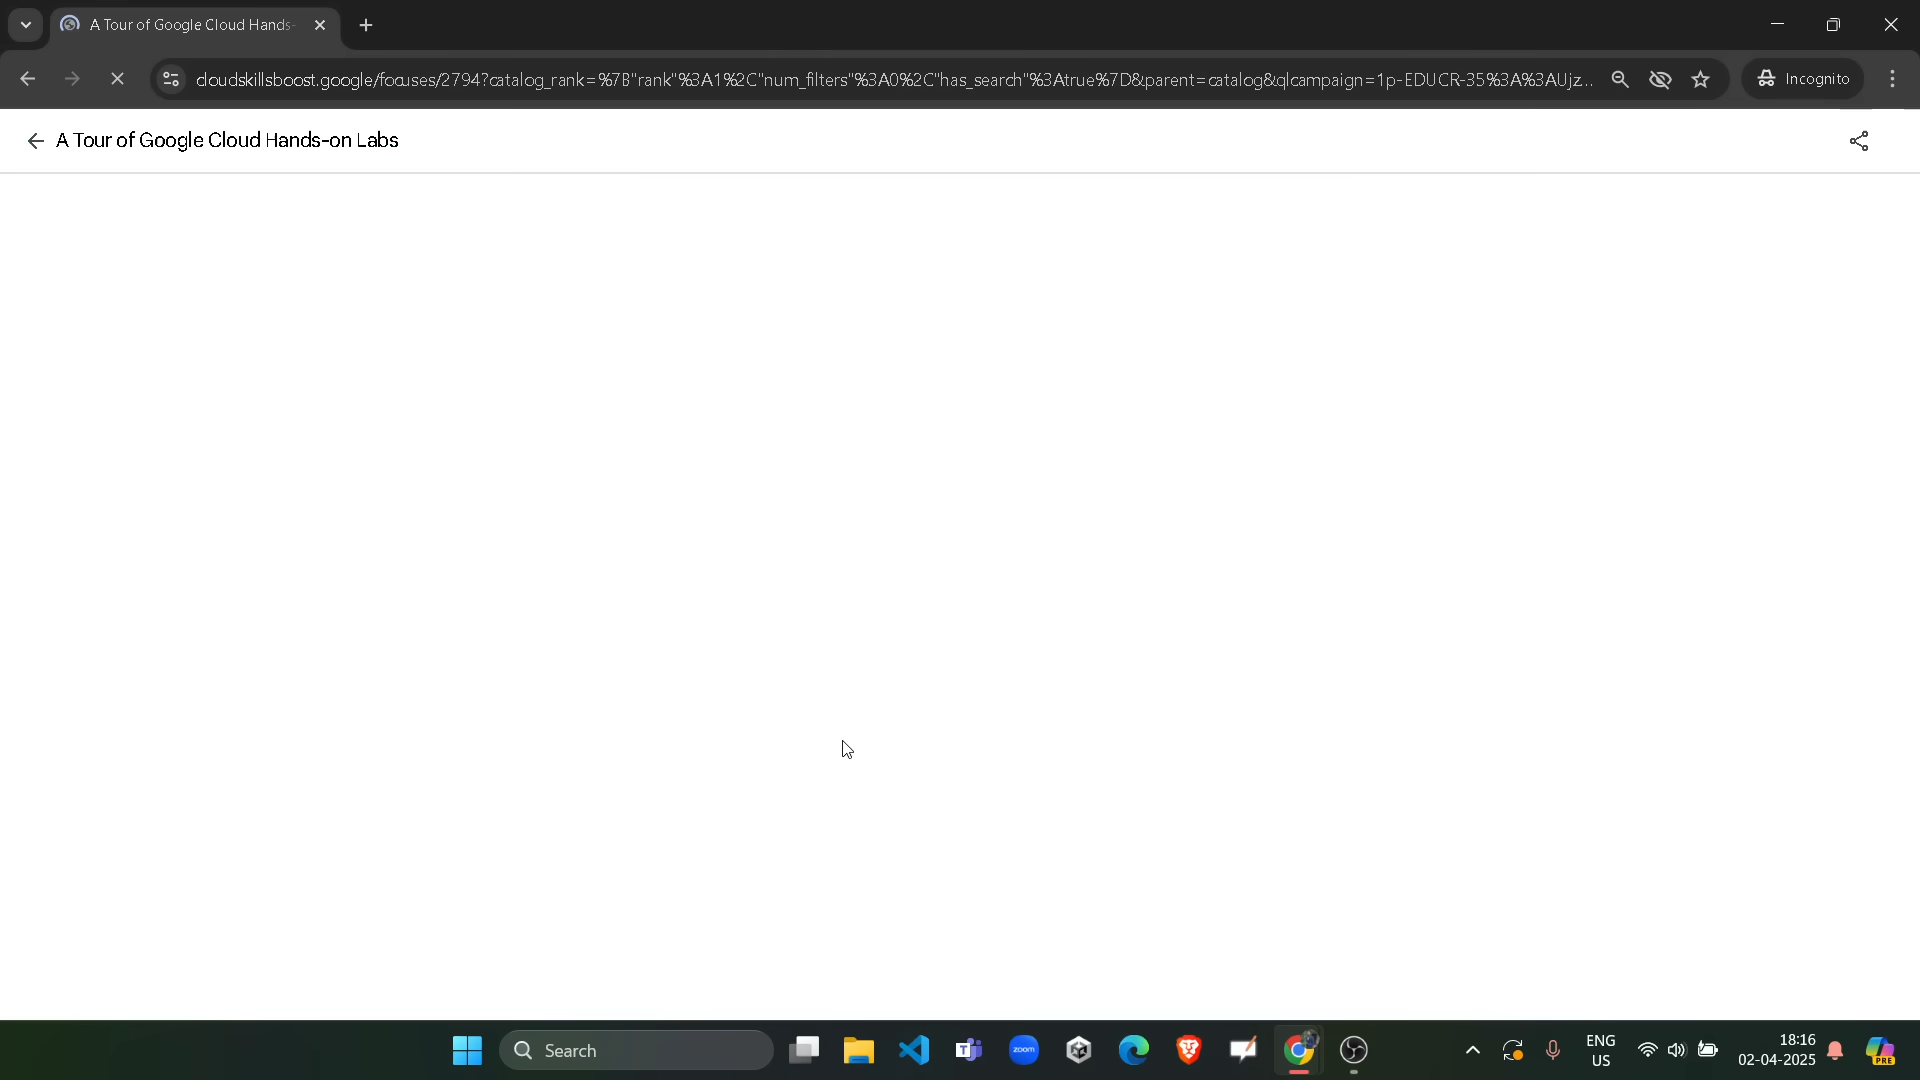 A Tour of Google Cloud Hands-
cloudskillsboost.google/focuses/2794?catalog_rank=%7B"rank"%3A1%2C"num_filters"%3A0%2C"has_search"%3Atrue%7D&parent=catalog&qlcampaign=1p-EDUCR-35%3A%3AUjz...
Incognito
A Tour of Google Cloud Hands-on Labs
Search
zoom
ENG
US
18:16
02-04-2025
PRE